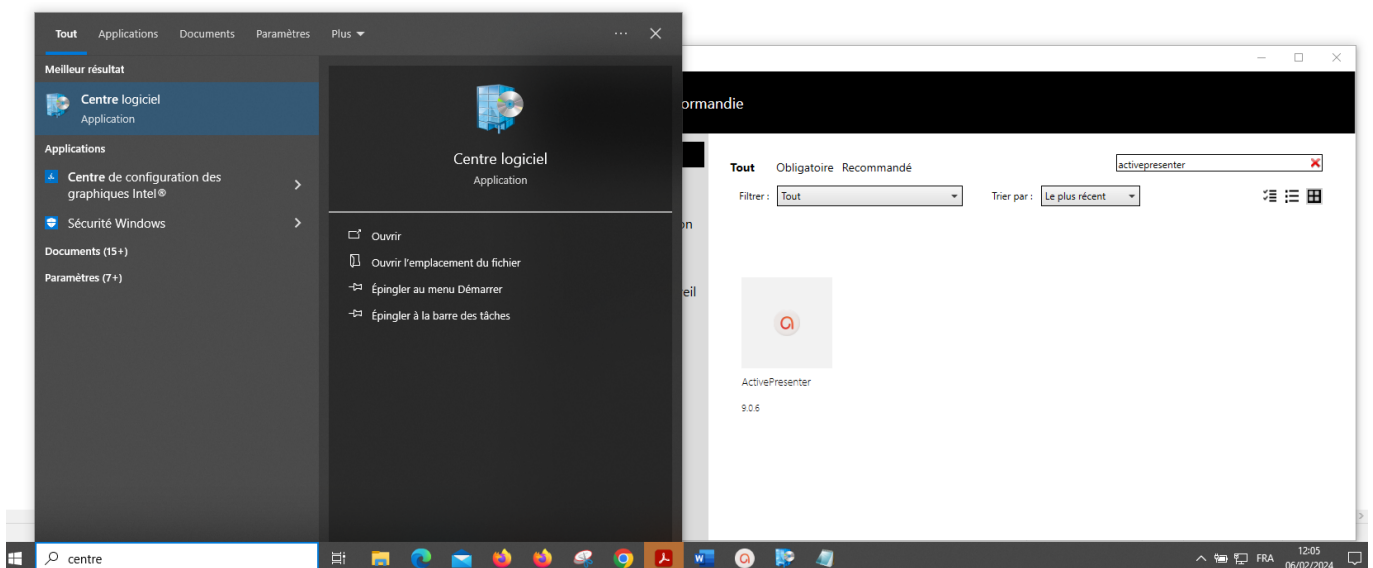 Tout Applications Documents Paramètres Plus
Meilleur résultat
Centre logiciel
Application
Applications
Centre de configuration des
graphiques Intel®
Sécurité Windows
Documents (15+)
Paramètres (7+)
Centre logiciel
Application
Ouvrir
Ouvrir l'emplacement du fichier
Épingler au menu Démarrer
Épingler à la barre des tâches
ormandie
on
eil
Tout Obligatoire Recommandé
activepresenter
Filtrer : Tout
Trier par : Le plus récent
ActivePresenter
9.0.6
centre
FRA
12:05
06/02/2024